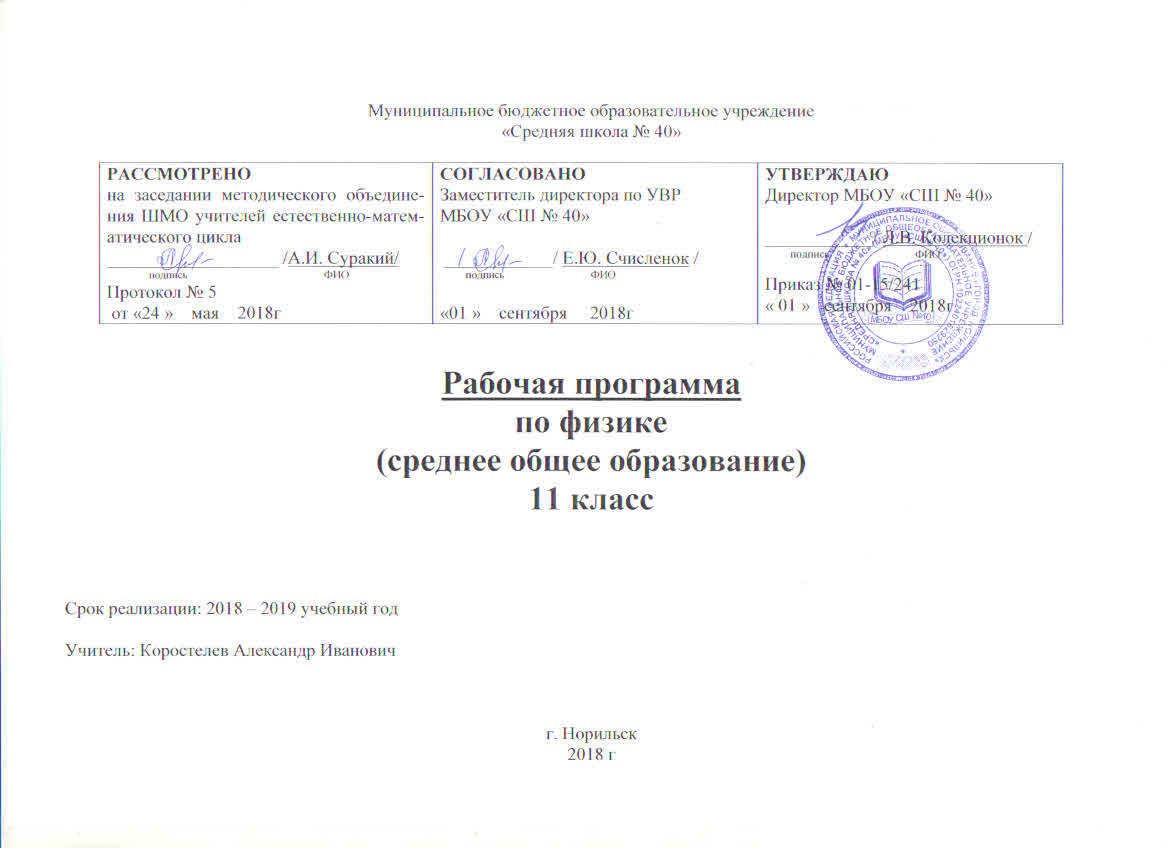 Муниципальное бюджетное образовательное учреждение
«Средняя школа № 40»
РАССМОТРЕНО
на заседании методического объедине-
ния ШМО учителей естественно-матем-
атического цикла
/А.И. Суракий/
подпись ФИО
Протокол № 5
от «24 » мая 2018г
СОГЛАСОВАНО
Заместитель директора по УВР
МБОУ «СШ № 40»
/ Е.Ю. Счисленок /
подпись ФИО
«01 » сентября 2018г
УТВЕРЖДАЮ
Директор МБОУ «СШ № 40»
Л.В. Колекционок /
подпись ФИО
Приказ № 01-15/241
« 01 » сентября 2018г
МБОУ СШ №40
Рабочая программа
по физике
(среднее общее образование)
11 класс
Срок реализации: 2018 – 2019 учебный год
Учитель: Коростелев Александр Иванович
г. Норильск
2018 г